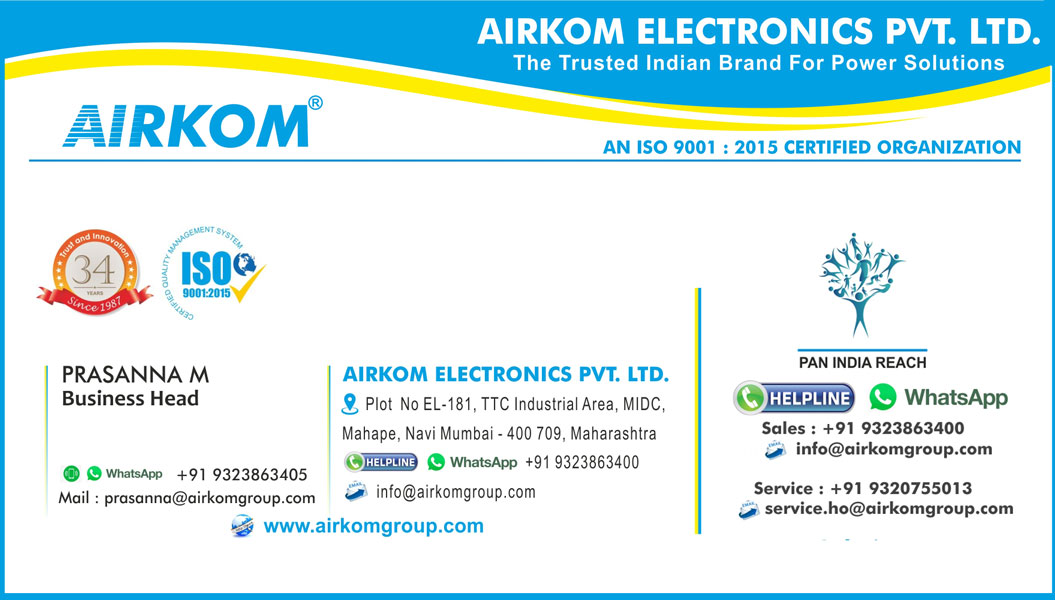 AIRKOM ELECTRONICS PVT. LTD.
The Trusted Indian Brand For Power Solutions
AIRKOM®
AN ISO 9001 : 2015 CERTIFIED ORGANIZATION
Trust and Innovation
34
YEARS
Since 1987
CERTIFIED QUALITY MANAGEMENT SYSTEM
ISO
9001:2015
PRASANNA M
Business Head
WhatsApp +91 9323863405
Mail : prasanna@airkomgroup.com
AIRKOM ELECTRONICS PVT. LTD.
Plot No EL-181, TTC Industrial Area, MIDC,
Mahape, Navi Mumbai - 400 709, Maharashtra
HELPLINE WhatsApp +91 9323863400
info@airkomgroup.com
www.airkomgroup.com
PAN INDIA REACH
HELPLINE WhatsApp
Sales : +91 9323863400
info@airkomgroup.com
Service : +91 9320755013
service.ho@airkomgroup.com